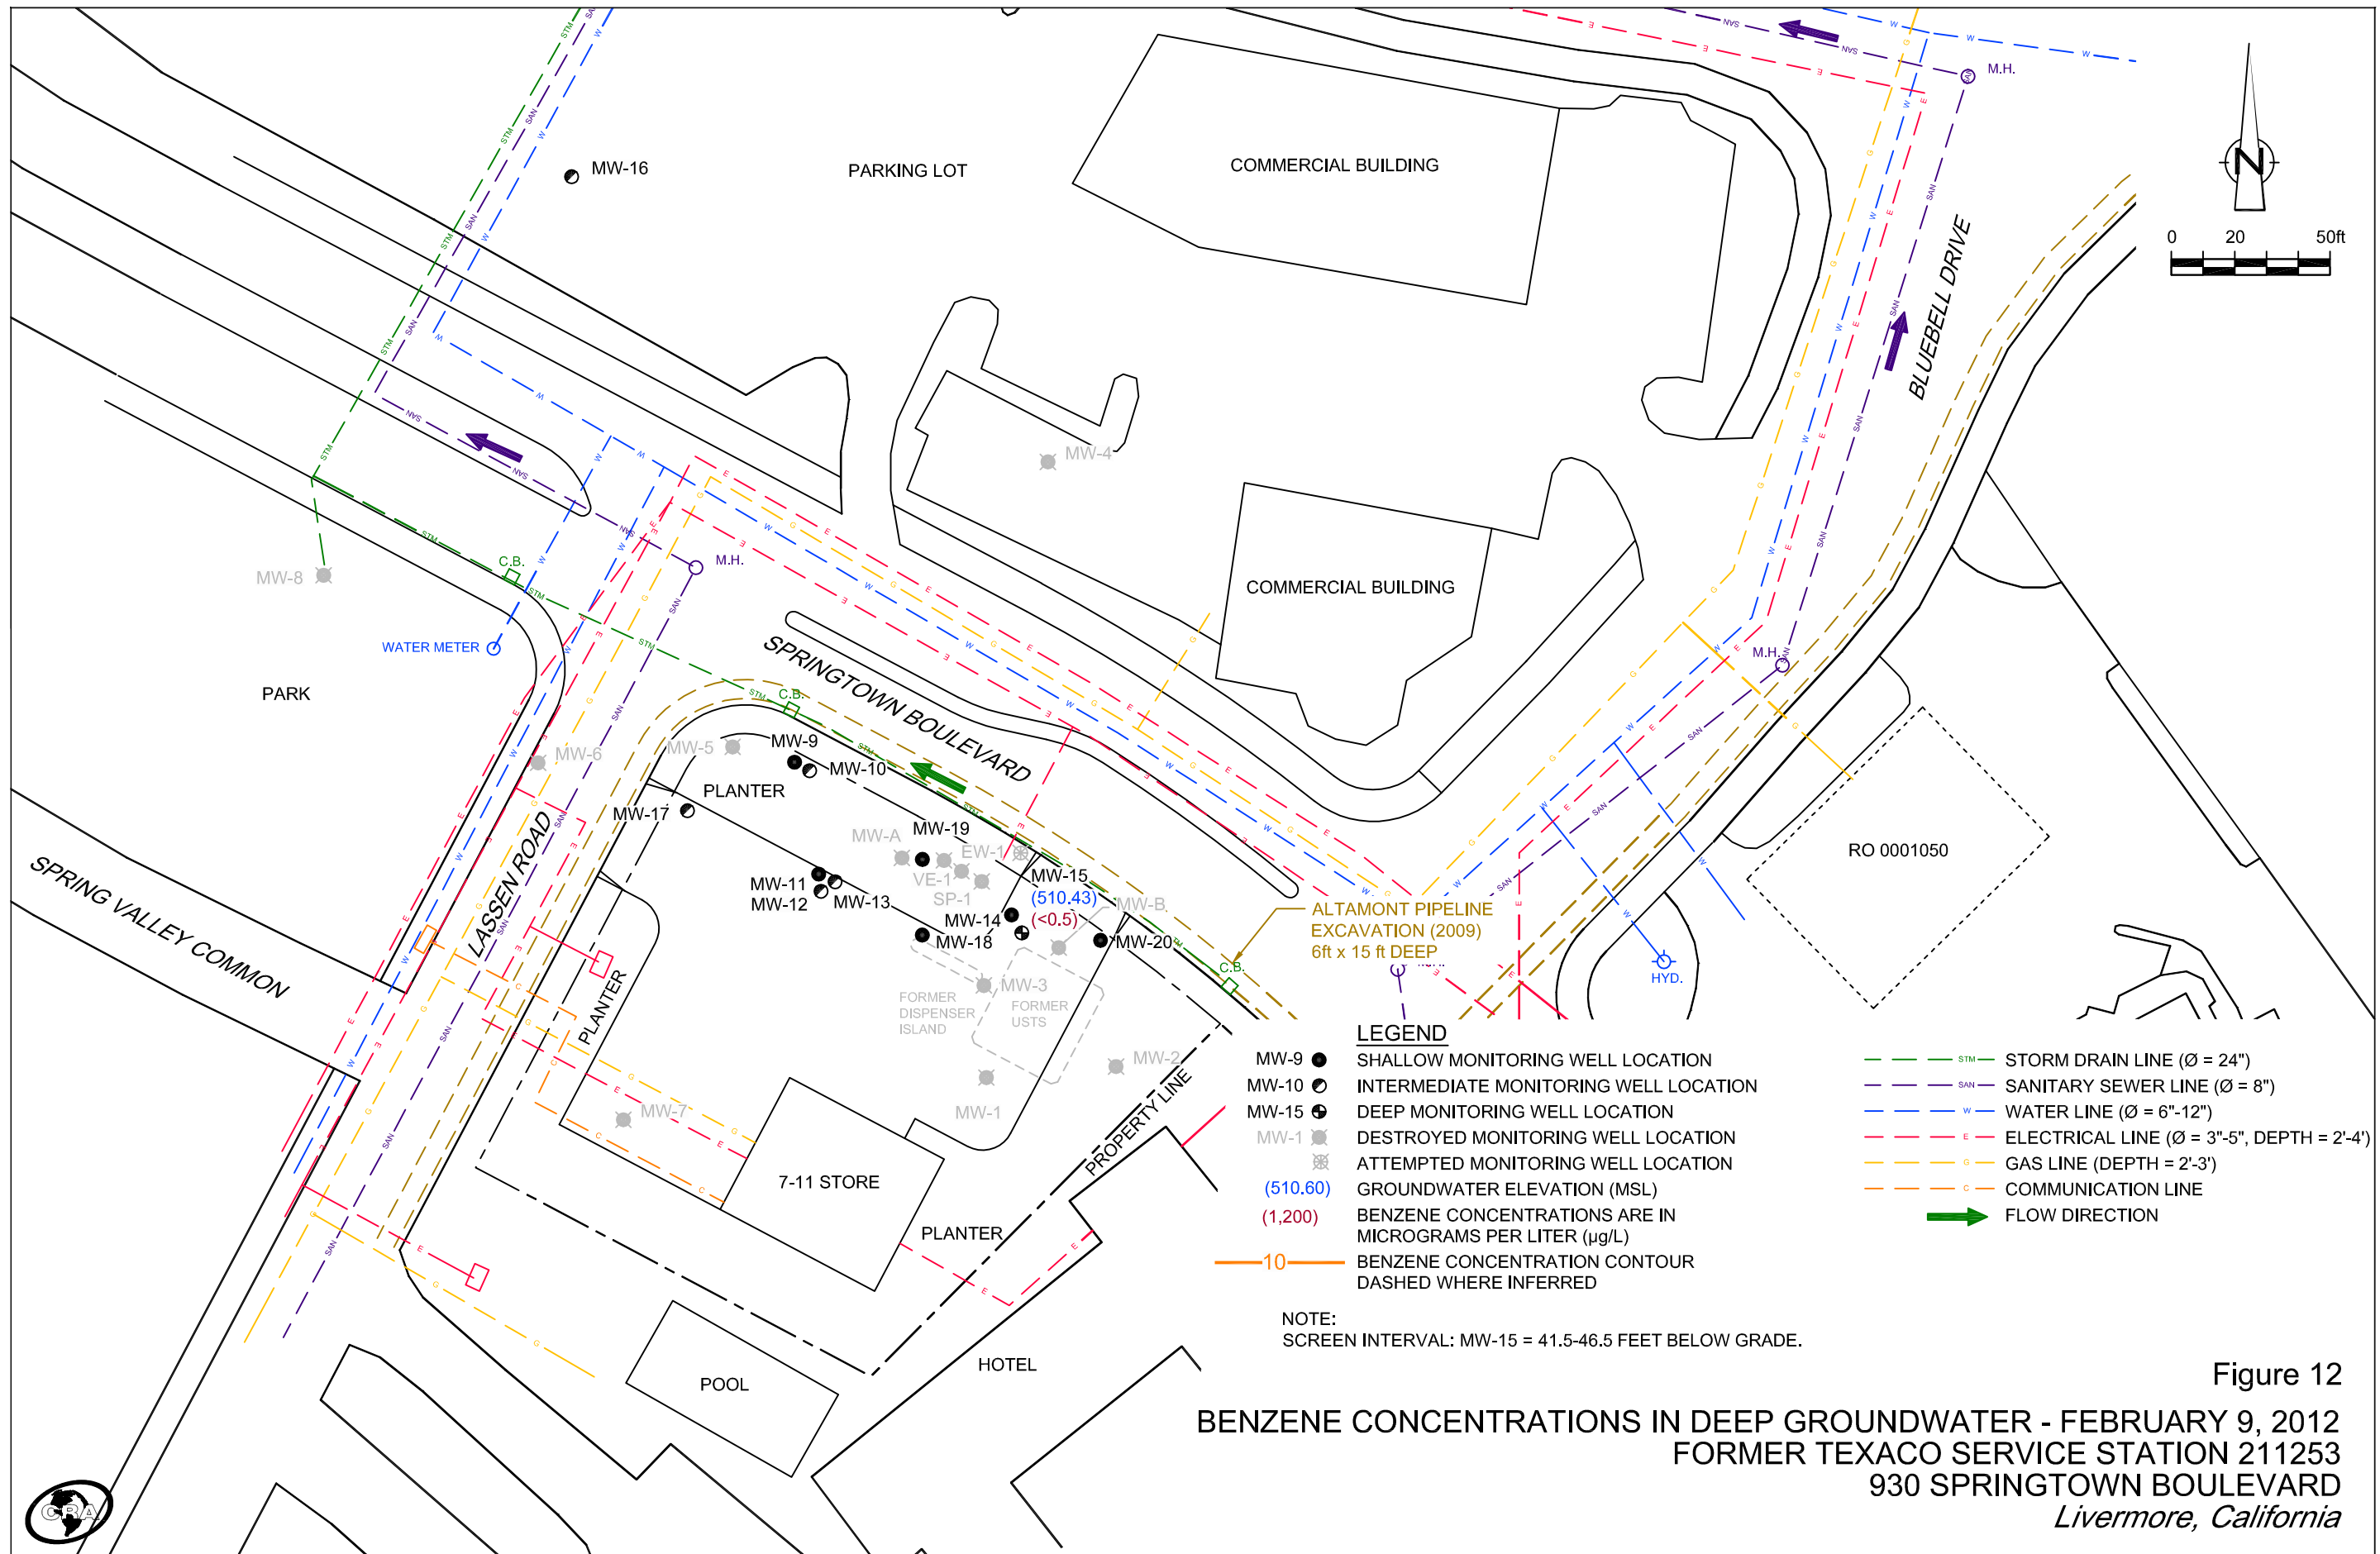 MW-16
PARKING LOT
COMMERCIAL BUILDING
M.H.
N
0 20 50ft
BLUEBELL DRIVE
MW-4
MW-8
C.B.
M.H.
WATER METER
PARK
COMMERCIAL BUILDING
SPRINGTOWN BOULEVARD
M.H.
C.B.
MW-5
MW-9
MW-6
MW-10
PLANTER
MW-17
LASSEN ROAD
SPRING VALLEY COMMON
MW-A
MW-19
EW-1
VE-1
SP-1
MW-11
MW-12
MW-13
MW-15
(510.43)
(<0.5)
MW-14
MW-B
MW-18
MW-20
C.B.
ALTAMONT PIPELINE
EXCAVATION (2009)
6ft x 15 ft DEEP
RO 0001050
HYD.
PLANTER
MW-3
FORMER
DISPENSER
ISLAND
FORMER
USTS
MW-2
MW-1
MW-7
PROPERTY LINE
7-11 STORE
PLANTER
POOL
HOTEL
LEGEND
MW-9 SHALLOW MONITORING WELL LOCATION
MW-10 INTERMEDIATE MONITORING WELL LOCATION
MW-15 DEEP MONITORING WELL LOCATION
MW-1 DESTROYED MONITORING WELL LOCATION
ATTEMPTED MONITORING WELL LOCATION
(510.60) GROUNDWATER ELEVATION (MSL)
(1,200) BENZENE CONCENTRATIONS ARE IN
MICROGRAMS PER LITER (µg/L)
10 BENZENE CONCENTRATION CONTOUR
DASHED WHERE INFERRED
STM STORM DRAIN LINE (Ø = 24")
SAN SANITARY SEWER LINE (Ø = 8")
W WATER LINE (Ø = 6"-12")
E ELECTRICAL LINE (Ø = 3"-5", DEPTH = 2'-4')
G GAS LINE (DEPTH = 2'-3')
C COMMUNICATION LINE
FLOW DIRECTION
NOTE:
SCREEN INTERVAL: MW-15 = 41.5-46.5 FEET BELOW GRADE.
Figure 12
BENZENE CONCENTRATIONS IN DEEP GROUNDWATER - FEBRUARY 9, 2012
FORMER TEXACO SERVICE STATION 211253
930 SPRINGTOWN BOULEVARD
Livermore, California
CRA